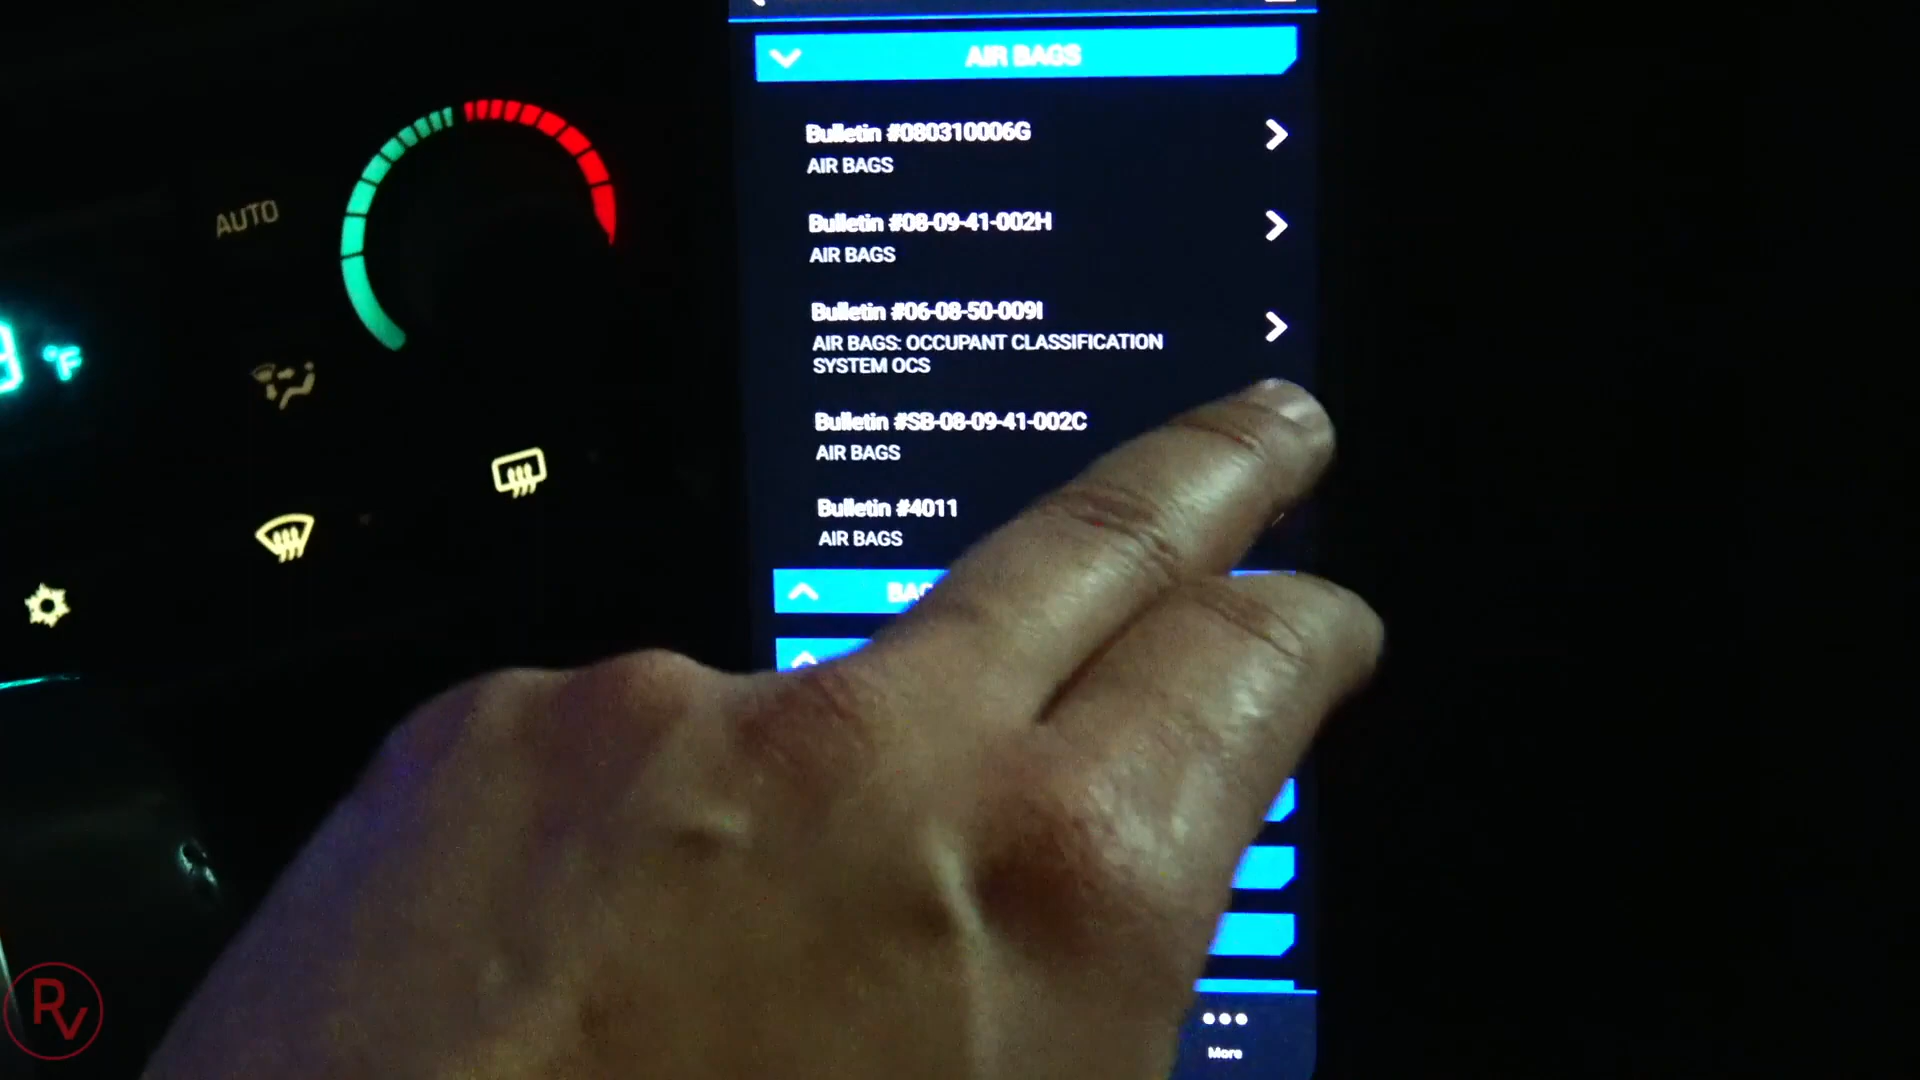 AIR BAGS
Bulletin #080310006G
AIR BAGS
Bulletin #08-09-41-002H
AIR BAGS
Bulletin #06-08-50-009I
AIR BAGS: OCCUPANT CLASSIFICATION
SYSTEM OCS
Bulletin #SB-08-09-41-002C
AIR BAGS
Bulletin #4011
AIR BAGS
More
AUTO
°F
RV